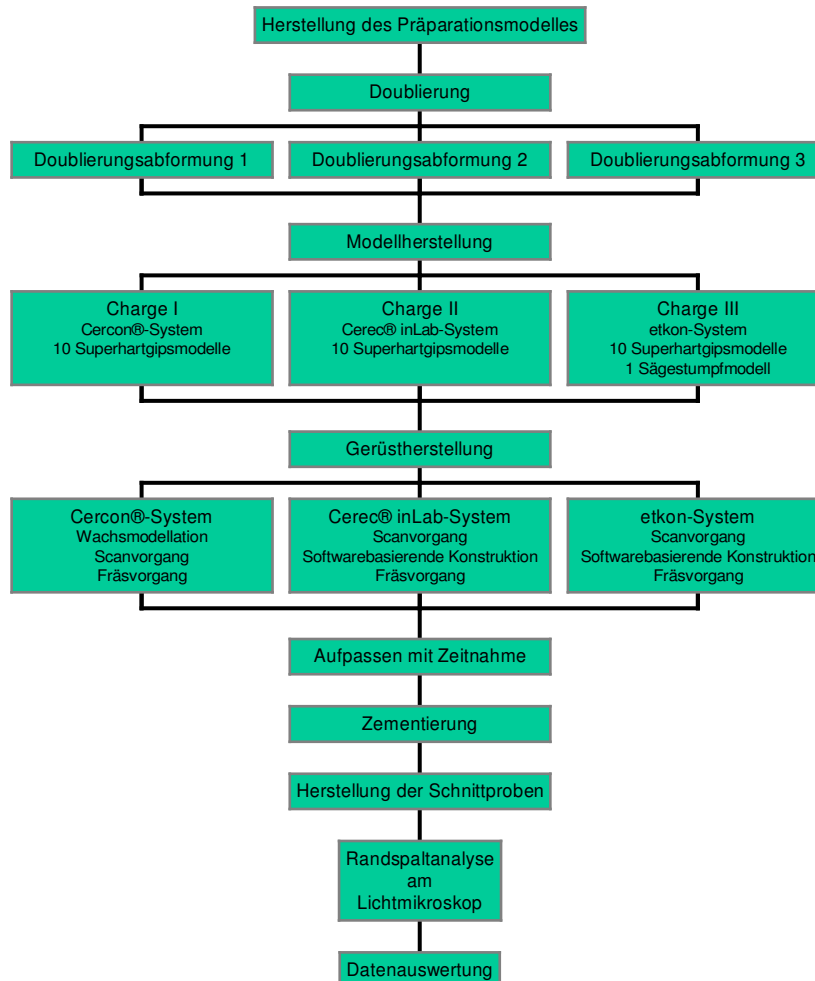 Herstellung des Präparationsmodelles
Doublierung
Doublierungsabformung 1
Doublierungsabformung 2
Doublierungsabformung 3
Modellherstellung
Charge I
Cercon®-System
10 Superhartgipsmodelle
Charge II
Cerec® inLab-System
10 Superhartgipsmodelle
Charge III
etkon-System
10 Superhartgipsmodelle
1 Sägestumpfmodell
Gerüstherstellung
Cercon®-System
Wachsmodellation
Scanvorgang
Fräsvorgang
Cerec® inLab-System
Scanvorgang
Softwarebasierende Konstruktion
Fräsvorgang
etkon-System
Scanvorgang
Softwarebasierende Konstruktion
Fräsvorgang
Aufpassen mit Zeitnahme
Zementierung
Herstellung der Schnittproben
Randspaltanalyse
am
Lichtmikroskop
Datenauswertung